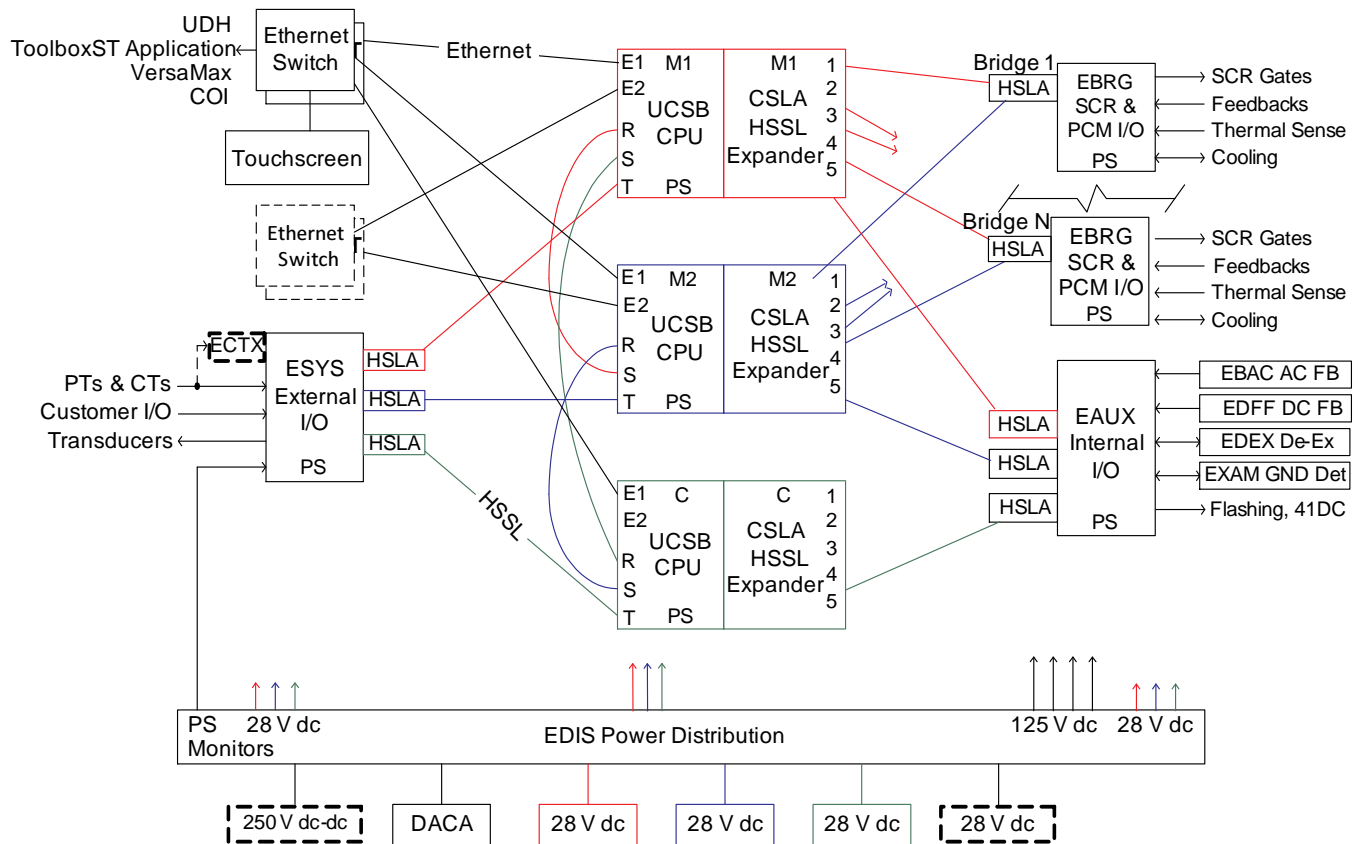 UDH
ToolboxST Application
VersaMax
COI
Ethernet
Switch
Touchscreen
Ethernet
Ethernet
Switch
ECTX
PTs & CTs
Customer I/O
Transducers
ESYS
External
I/O
PS
HSLA
HSLA
HSLA
HSSL
E1
E2
R
S
T
M1
UCSB
CPU
PS
M1
CSLA
HSSL
Expander
1
2
3
4
5
E1
E2
R
S
T
M2
UCSB
CPU
PS
M2
CSLA
HSSL
Expander
1
2
3
4
5
E1
E2
R
S
T
C
UCSB
CPU
PS
C
CSLA
HSSL
Expander
1
2
3
4
5
Bridge 1
HSLA
EBRG
SCR &
PCM I/O
PS
SCR Gates
Feedbacks
Thermal Sense
Cooling
Bridge N
HSLA
EBRG
SCR &
PCM I/O
PS
SCR Gates
Feedbacks
Thermal Sense
Cooling
HSLA
HSLA
HSLA
EAUX
Internal
I/O
PS
EBAC AC FB
EDFF DC FB
EDEX De-Ex
EXAM GND Det
Flashing, 41DC
PS
Monitors
28 V dc
EDIS Power Distribution
125 V dc
28 V dc
250 V dc-dc
DACA
28 V dc
28 V dc
28 V dc
28 V dc